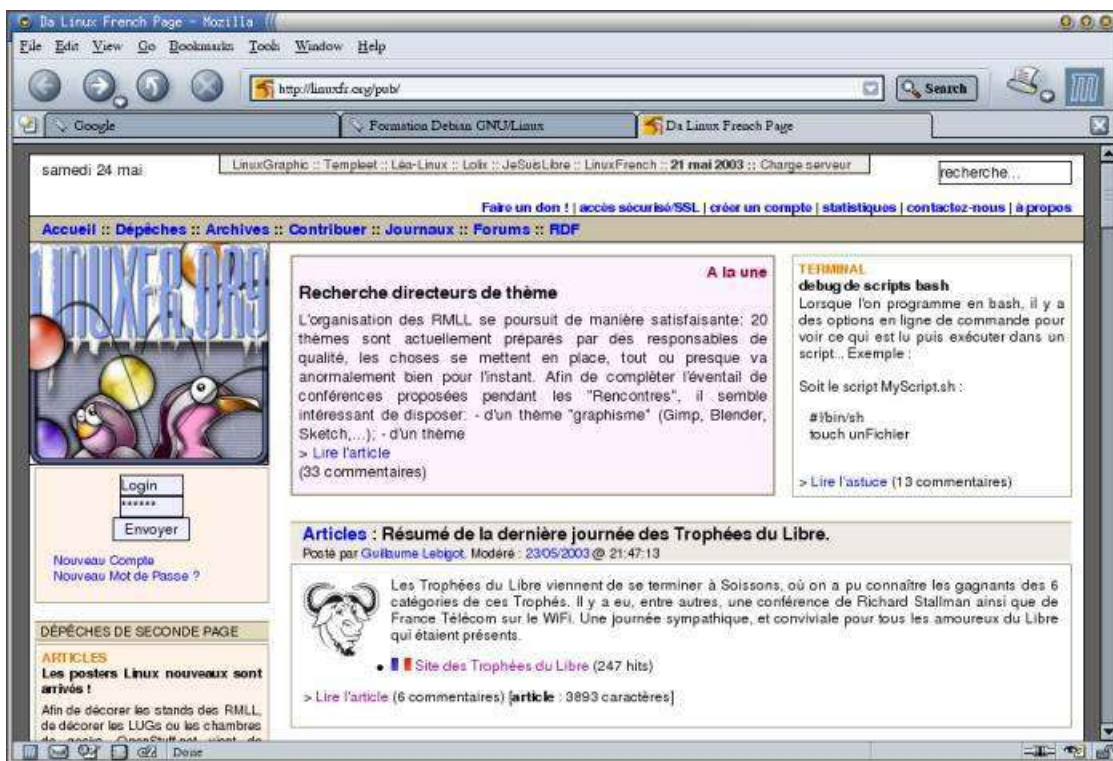 Da Linux French Page - Mozilla
File Edit View Go Bookmarks Tools Window Help
http://linuxfr.org/pub/
Search
Google
Formation Debian GNU/Linux
Da Linux French Page
samedi 24 mai
LinuxGraphic :: Templeet :: Léa-Linux :: Lolix :: JeSuisLibre :: LinuxFrench :: 21 mai 2003 :: Charge serveur
recherche...
Faire un don ! | accès sécurisé/SSL | créer un compte | statistiques | contactez-nous | à propos
Accueil :: Dépêches :: Archives :: Contribuer :: Journaux :: Forums :: RDF
LINUXFR.ORG
Login
******
Envoyer
Nouveau Compte
Nouveau Mot de Passe ?
DÉPÊCHES DE SECONDE PAGE
ARTICLES
Les posters Linux nouveaux sont
arrivés !
Afin de décorer les stands des RMLL,
de décorer les LUGs ou les chambres
de geeks, OpenStuff.net vient de
A la une
Recherche directeurs de thème
L'organisation des RMLL se poursuit de manière satisfaisante: 20
thèmes sont actuellement préparés par des responsables de
qualité, les choses se mettent en place, tout ou presque va
anormalement bien pour l'instant. Afin de complèter l'éventail de
conférences proposées pendant les "Rencontres", il semble
intéressant de disposer: - d'un thème "graphisme" (Gimp, Blender,
Sketch,...); - d'un thème
> Lire l'article
(33 commentaires)
TERMINAL
debug de scripts bash
Lorsque l'on programme en bash, il y a
des options en ligne de commande pour
voir ce qui est lu puis exécuter dans un
script... Exemple :
Soit le script MyScript.sh :
#!/bin/sh
touch unFichier
> Lire l'astuce (13 commentaires)
Articles : Résumé de la dernière journée des Trophées du Libre.
Posté par Guillaume Lebigot. Modéré : 23/05/2003 @ 21:47:13
Les Trophées du Libre viennent de se terminer à Soissons, où on a pu connaître les gagnants des 6
catégories de ces Trophés. Il y a eu, entre autres, une conférence de Richard Stallman ainsi que de
France Télécom sur le WiFi. Une journée sympathique, et conviviale pour tous les amoureux du Libre
qui étaient présents.
Site des Trophées du Libre (247 hits)
> Lire l'article (6 commentaires) [article : 3893 caractères]
Done